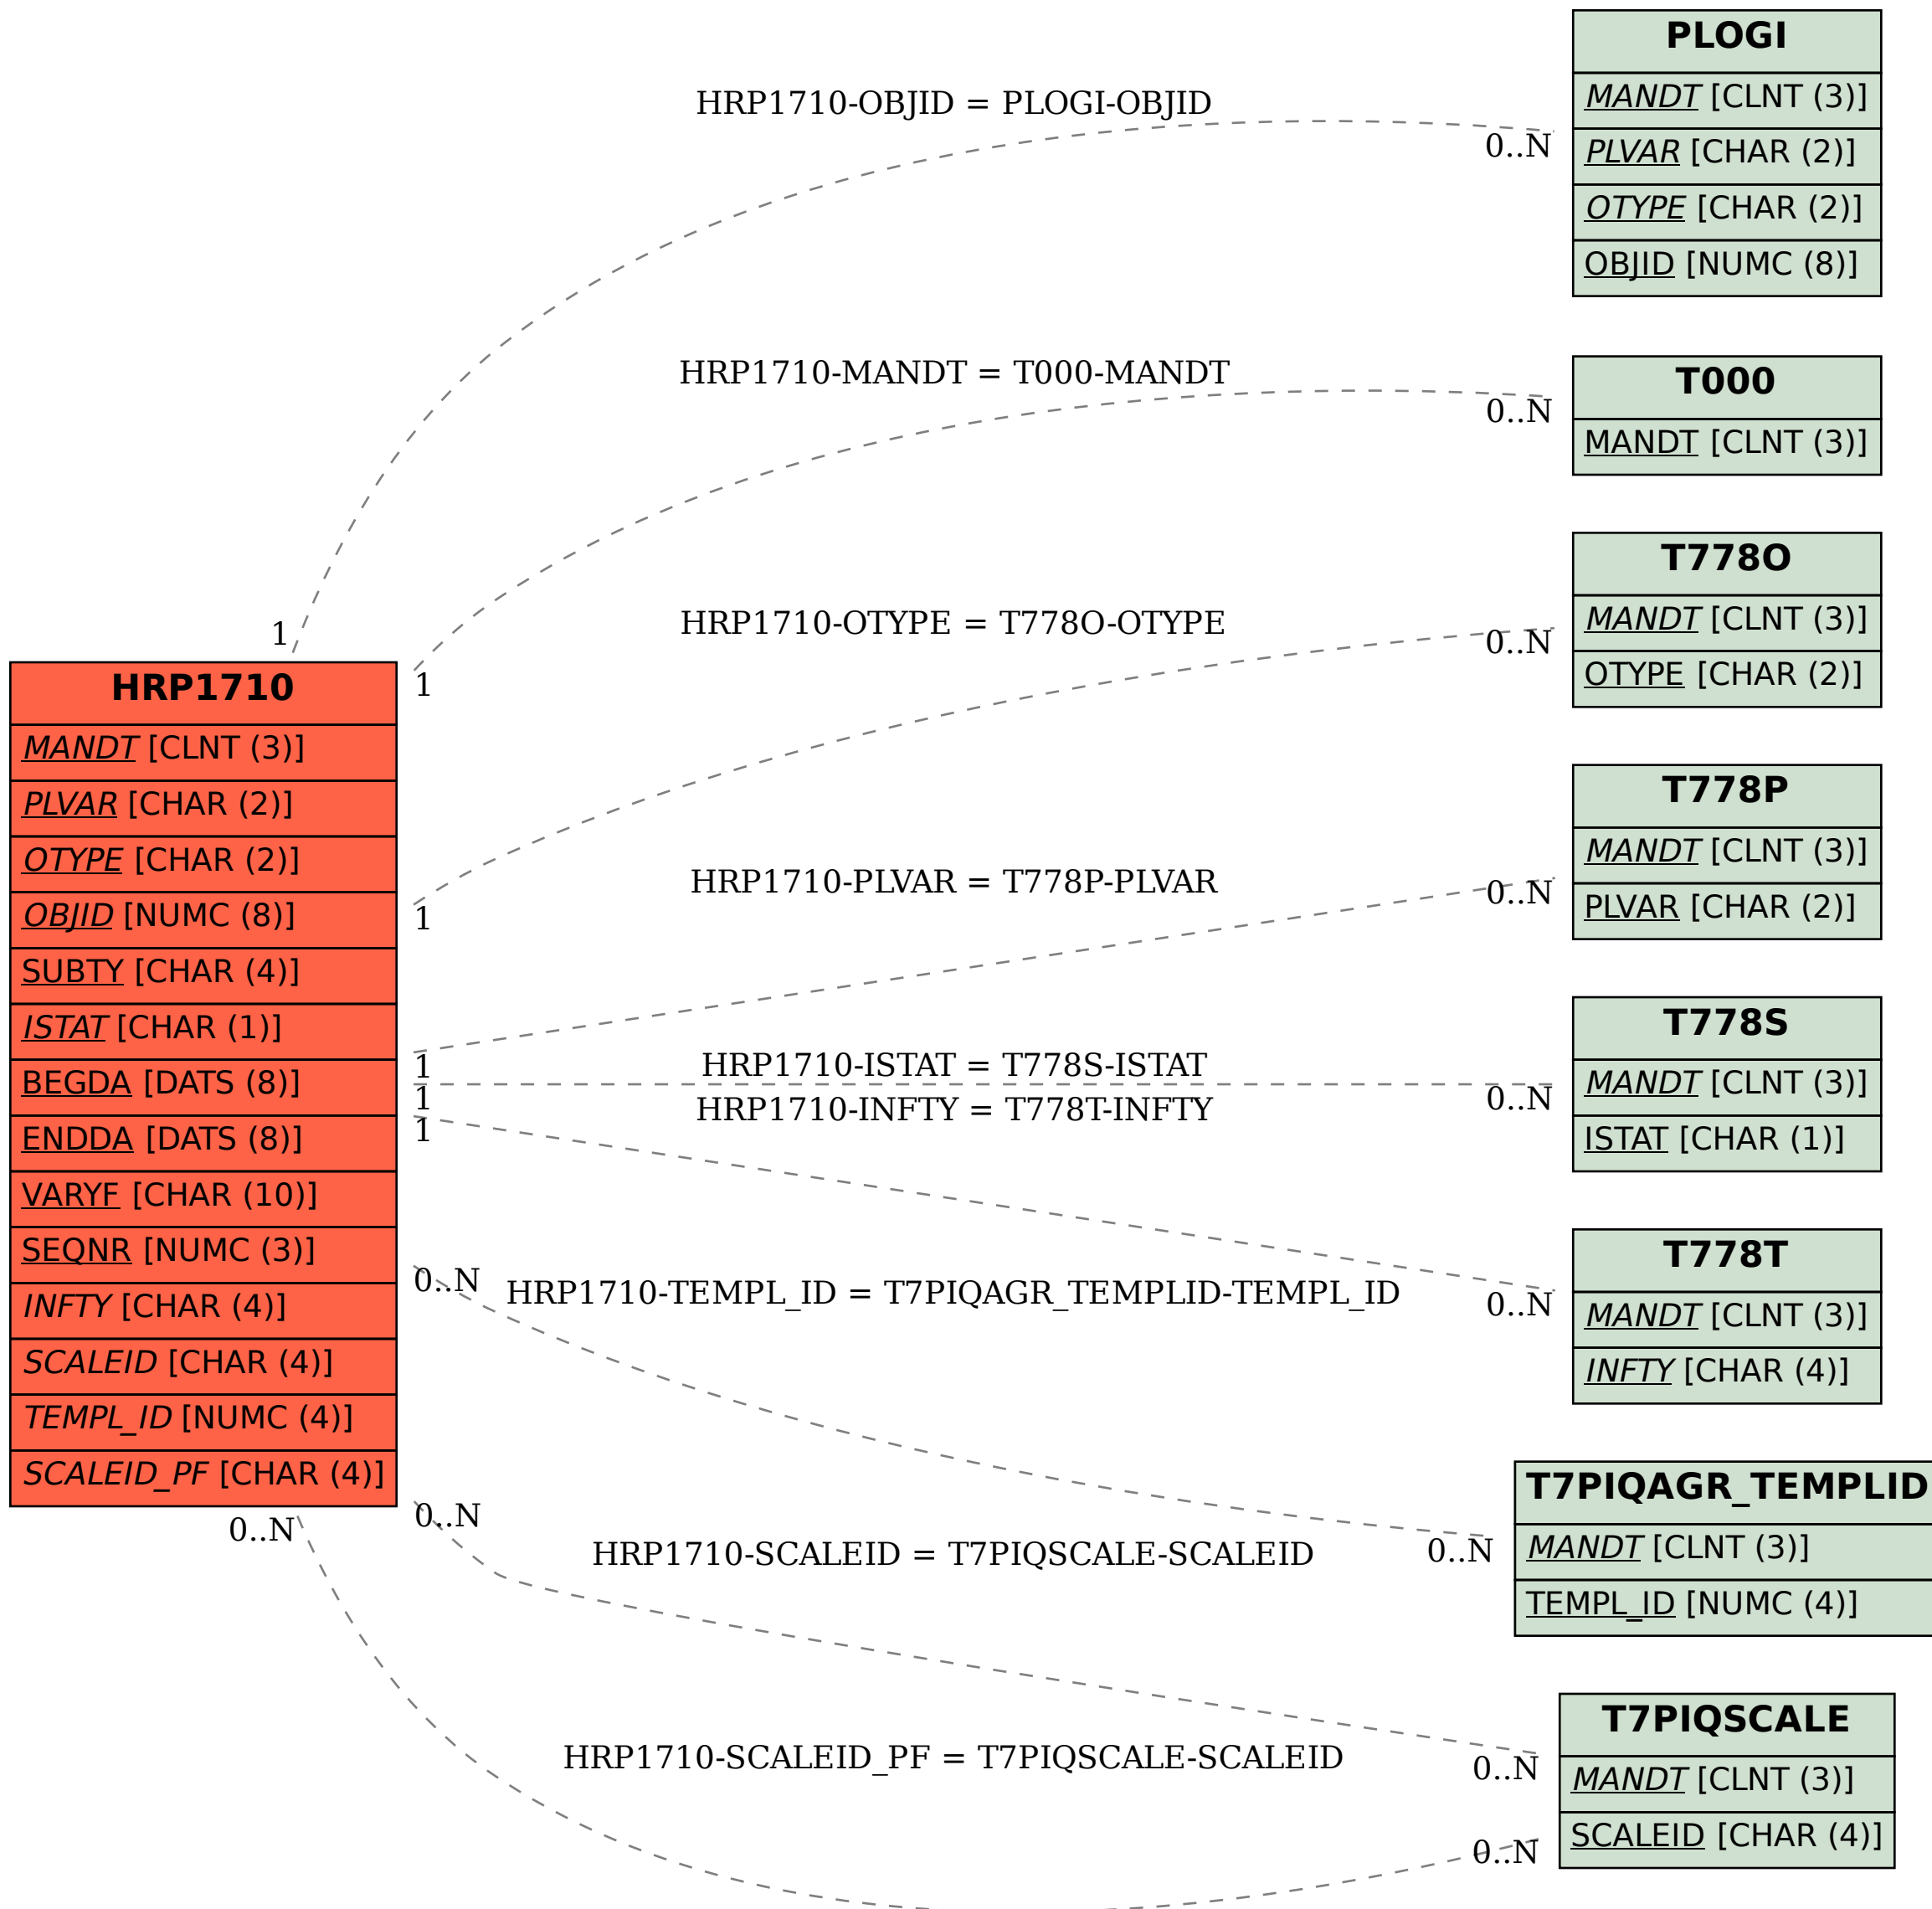 PLOGI
MANDT [CLNT (3)]
PLVAR [CHAR (2)]
OTYPE [CHAR (2)]
OBJID [NUMC (8)]
HRP1710-OBJID = PLOGI-OBJID
0..N
1
T000
MANDT [CLNT (3)]
HRP1710-MANDT = T000-MANDT
0..N
1
T778O
MANDT [CLNT (3)]
OTYPE [CHAR (2)]
HRP1710-OTYPE = T778O-OTYPE
0..N
1
HRP1710
MANDT [CLNT (3)]
PLVAR [CHAR (2)]
OTYPE [CHAR (2)]
OBJID [NUMC (8)]
SUBTY [CHAR (4)]
ISTAT [CHAR (1)]
BEGDA [DATS (8)]
ENDDA [DATS (8)]
VARYF [CHAR (10)]
SEQNR [NUMC (3)]
INFTY [CHAR (4)]
SCALEID [CHAR (4)]
TEMPL_ID [NUMC (4)]
SCALEID_PF [CHAR (4)]
T778P
MANDT [CLNT (3)]
PLVAR [CHAR (2)]
HRP1710-PLVAR = T778P-PLVAR
0..N
1
T778S
MANDT [CLNT (3)]
ISTAT [CHAR (1)]
HRP1710-ISTAT = T778S-ISTAT
0..N
1
HRP1710-INFTY = T778T-INFTY
1
0..N
T778T
MANDT [CLNT (3)]
INFTY [CHAR (4)]
0..N
HRP1710-TEMPL_ID = T7PIQAGR_TEMPLID-TEMPL_ID
0..N
T7PIQAGR_TEMPLID
MANDT [CLNT (3)]
TEMPL_ID [NUMC (4)]
0..N
HRP1710-SCALEID = T7PIQSCALE-SCALEID
0..N
T7PIQSCALE
MANDT [CLNT (3)]
SCALEID [CHAR (4)]
0..N
HRP1710-SCALEID_PF = T7PIQSCALE-SCALEID
0..N